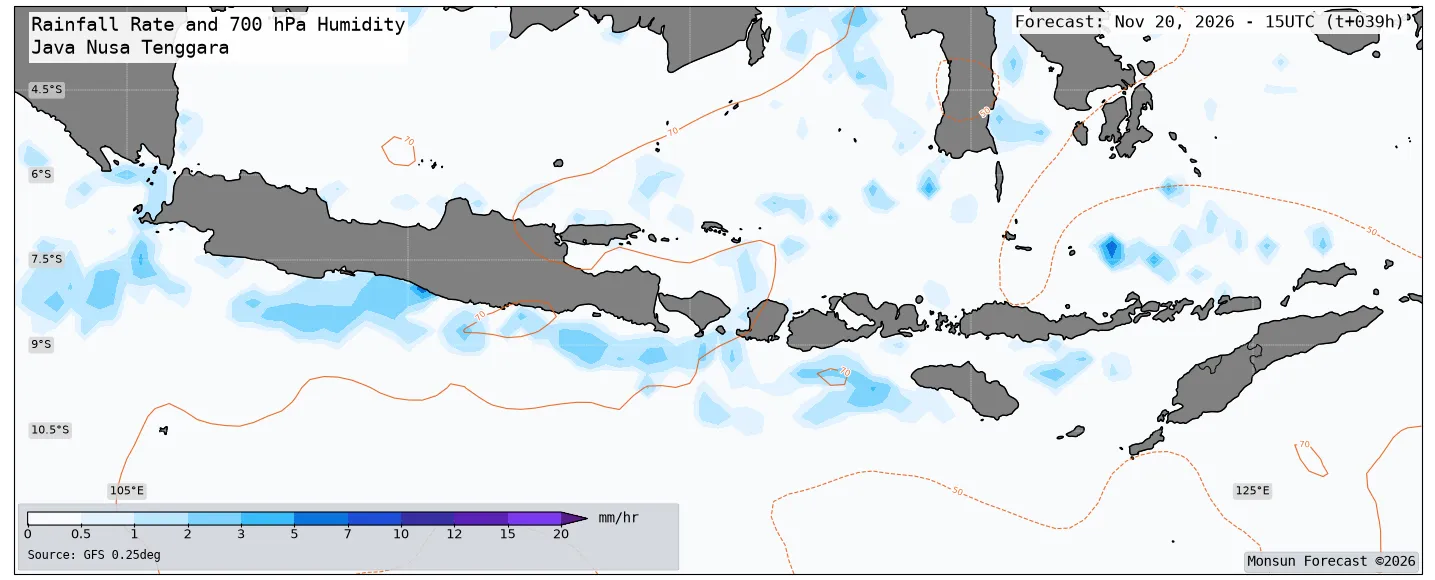 Rainfall Rate and 700 hPa Humidity
Java Nusa Tenggara
Forecast: Nov 20, 2026 - 15UTC (t+039h)
4.5°S
50
70
70
6°S
50
7.5°S
70
9°S
70
10.5°S
70
105°E
50
125°E
mm/hr
0 0.5 1 2 3 5 7 10 12 15 20
Source: GFS 0.25deg
Monsun Forecast ©2026